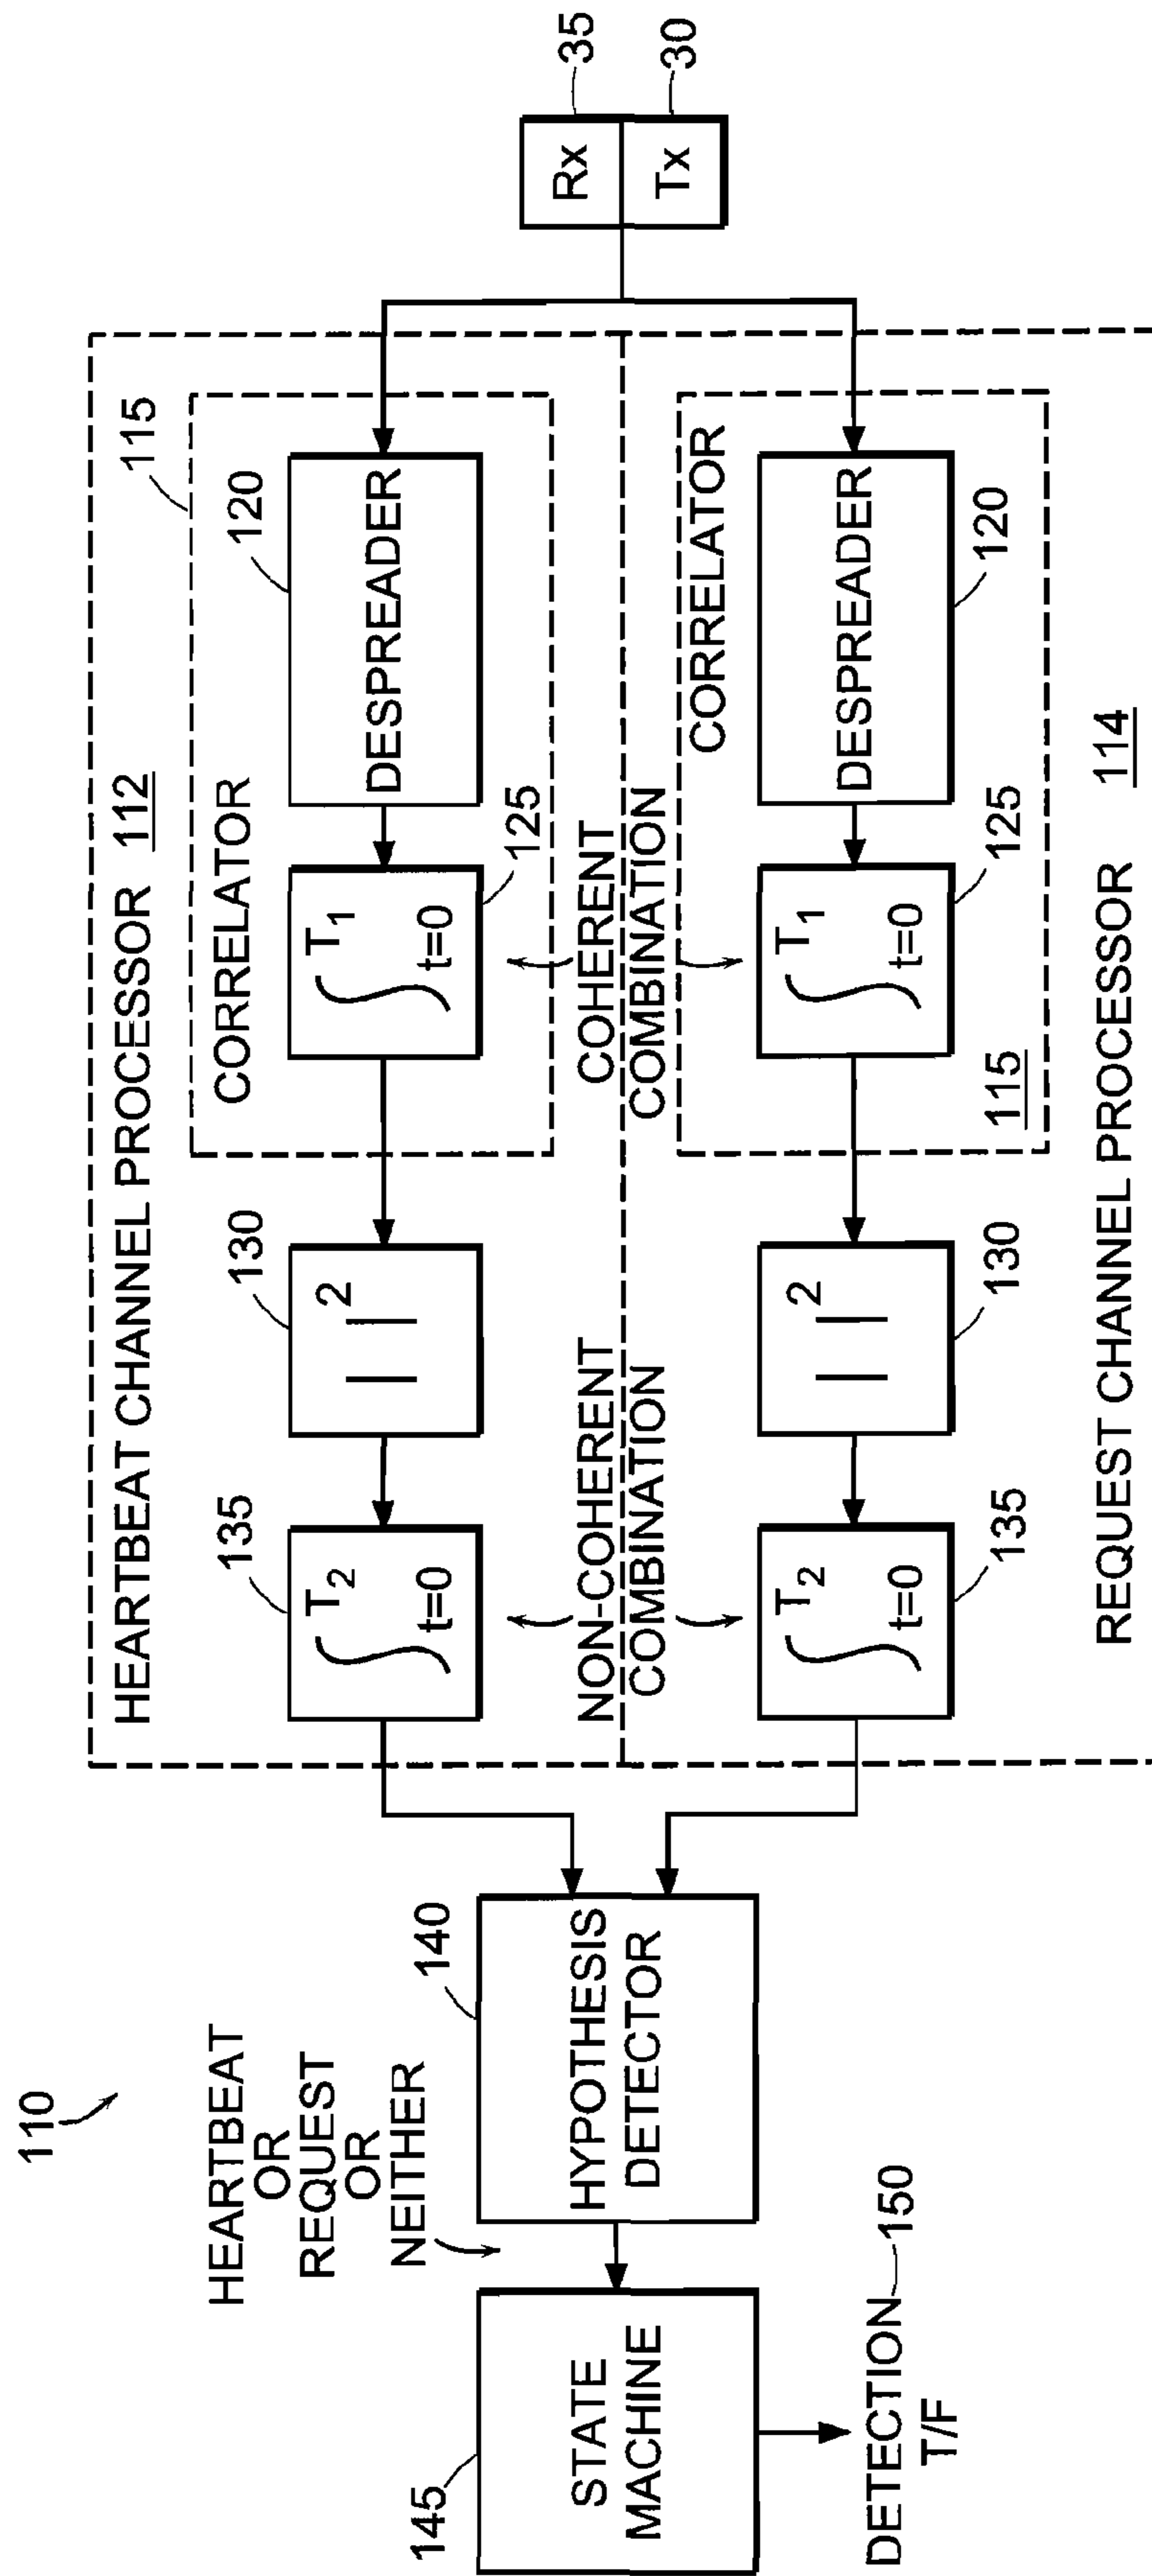 110
HEARTBEAT
OR
REQUEST
OR
NEITHER
145
STATE
MACHINE
DETECTION
T/F
150
140
HYPOTHESIS
DETECTOR
HEARTBEAT CHANNEL PROCESSOR 112
135
∫ T2 t=0
130
| | 2
CORRELATOR
115
∫ T1 t=0
125
120
DESPREADER
NON-COHERENT
COMBINATION
COHERENT
COMBINATION
∫ T2 t=0
135
| | 2
130
CORRELATOR
115
∫ T1 t=0
125
DESPREADER
120
REQUEST CHANNEL PROCESSOR 114
Rx
35
Tx
30